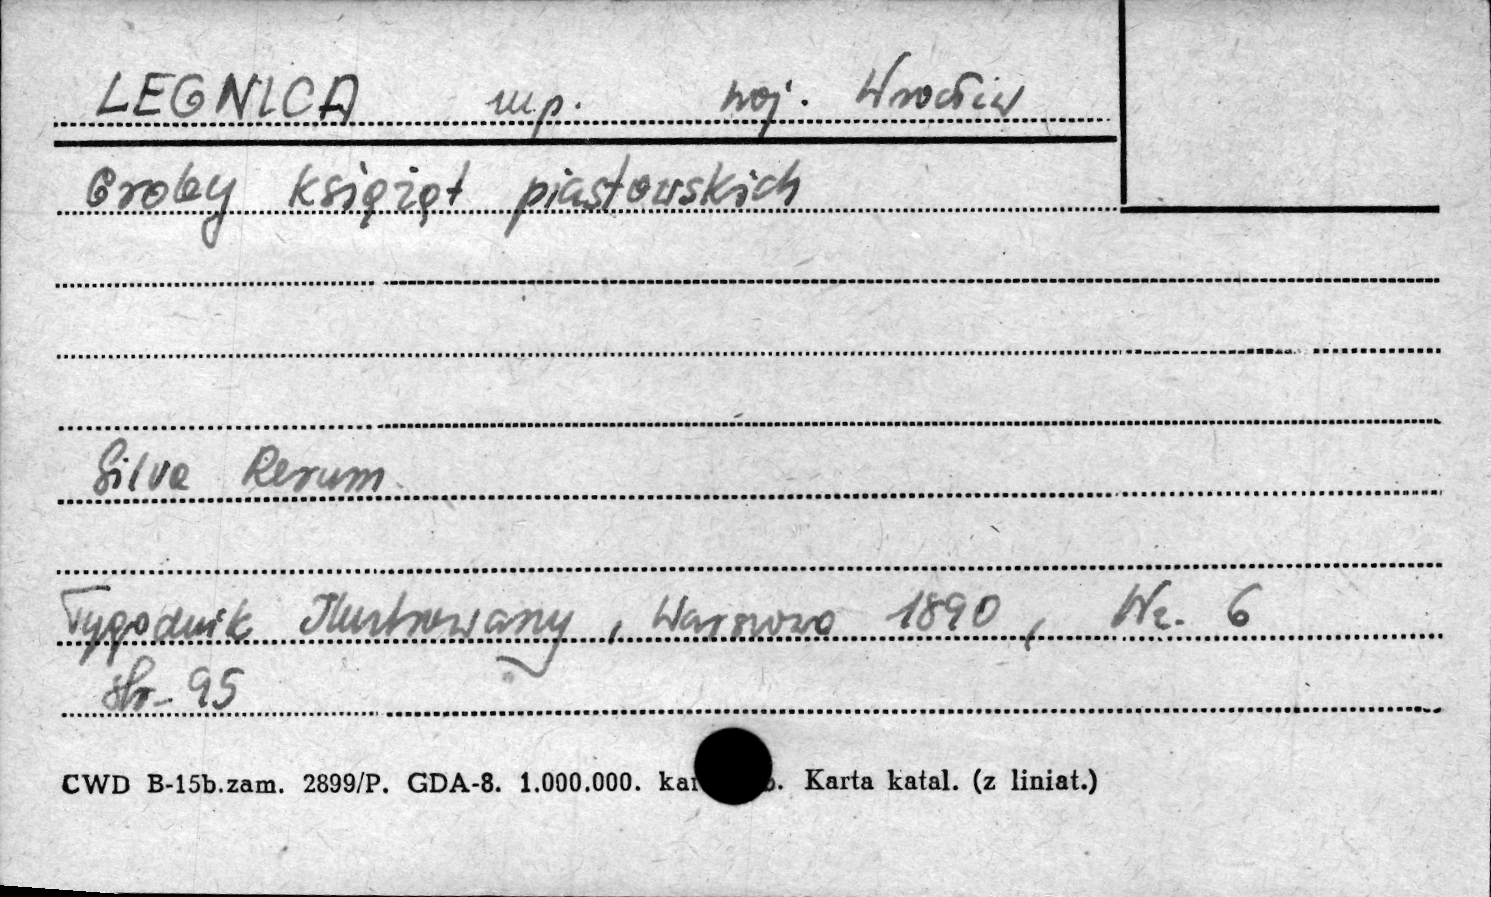 LEGNICA mp. woj. Wrocław
Groby książąt piastowskich
Silva Rerum.
Tygodnik Ilustrowany, Warszawa 1890, Nr. 6
str. 95
CWD B-15b.zam. 2899/P. GDA-8. 1.000.000. Karta katal. (z liniat.)